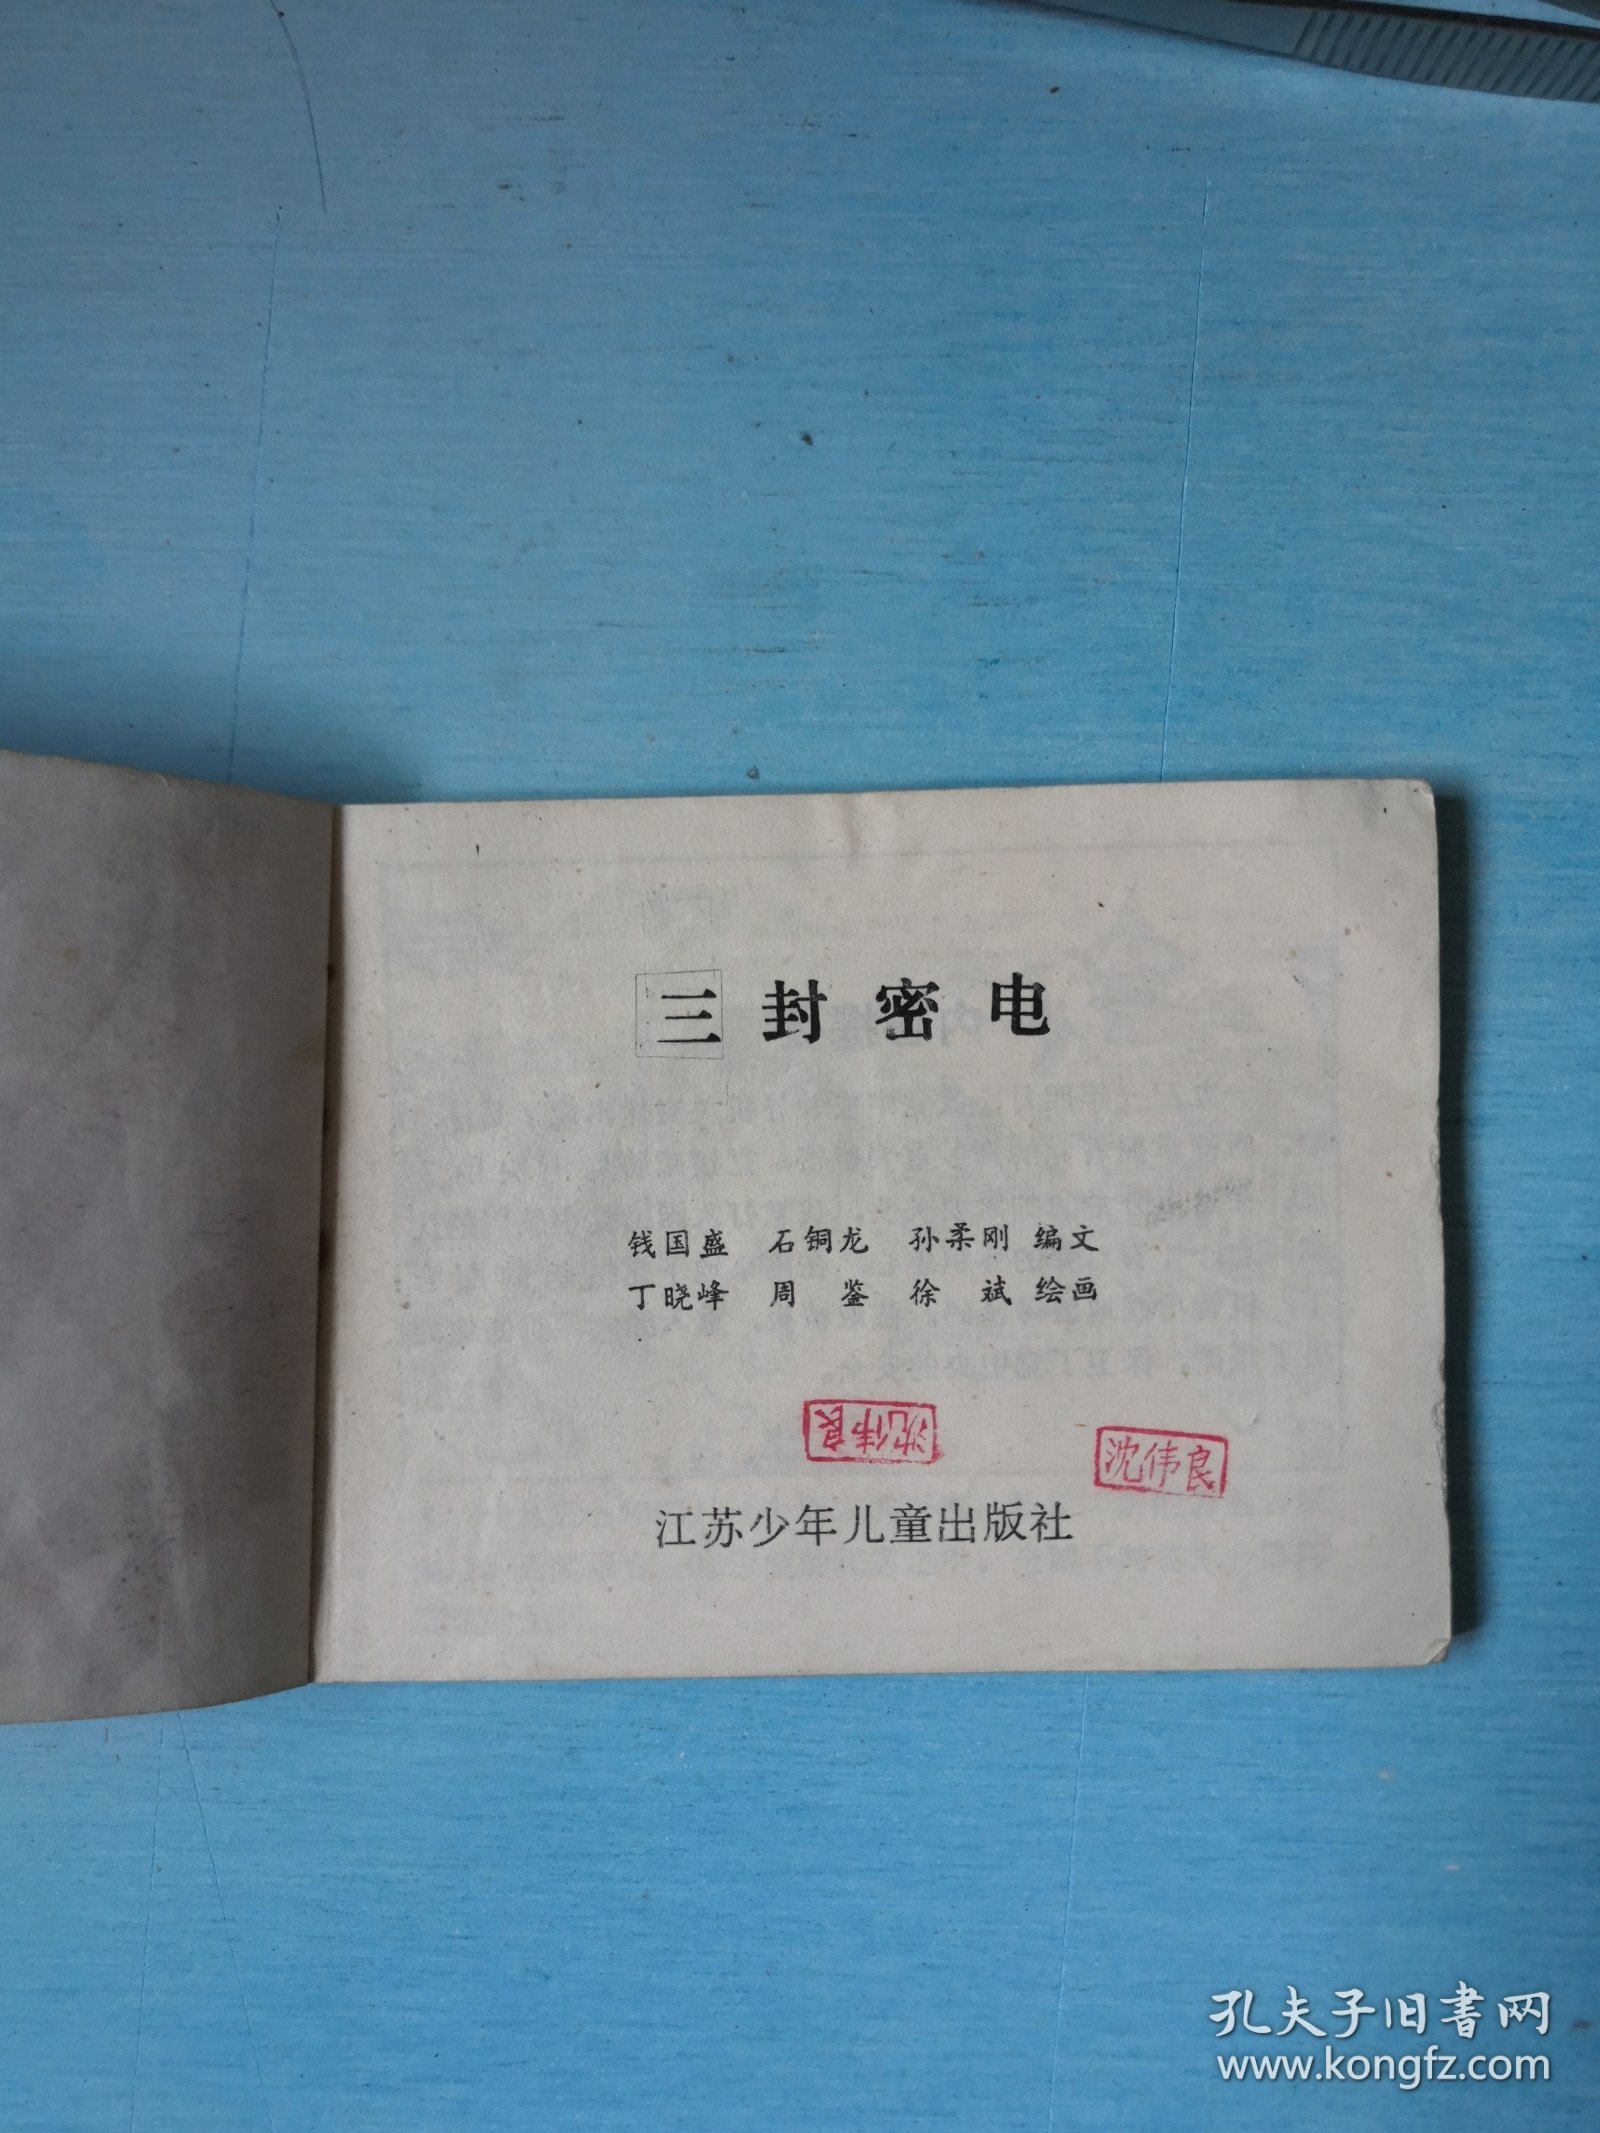 三封密电
钱国盛 石铜龙 孙柔刚 编文
丁晓峰 周鉴 徐斌 绘画
沈伟良
沈伟良
江苏少年儿童出版社
孔夫子旧书网
www.kongfz.com